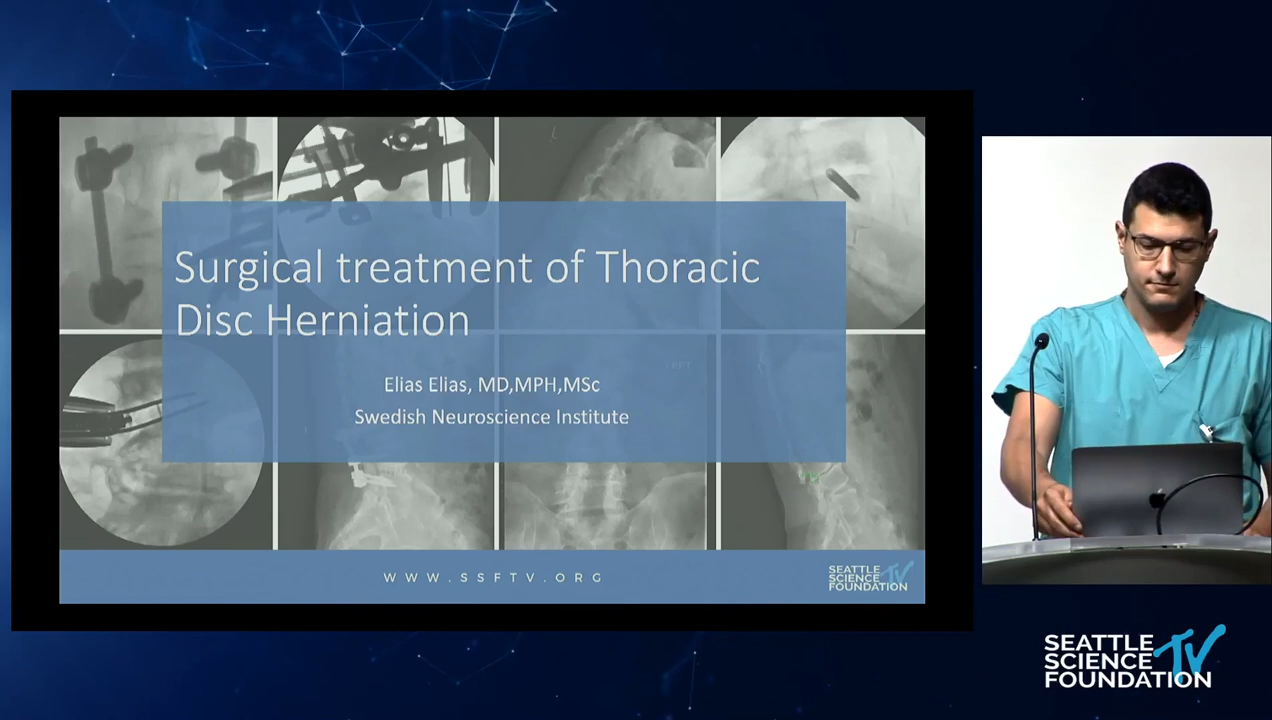 Surgical treatment of Thoracic
Disc Herniation
Elias Elias, MD,MPH,MSc
Swedish Neuroscience Institute
WWW.SSFTV.ORG
SEATTLE
SCIENCE TV
FOUNDATION
SEATTLE
SCIENCE TV
FOUNDATION